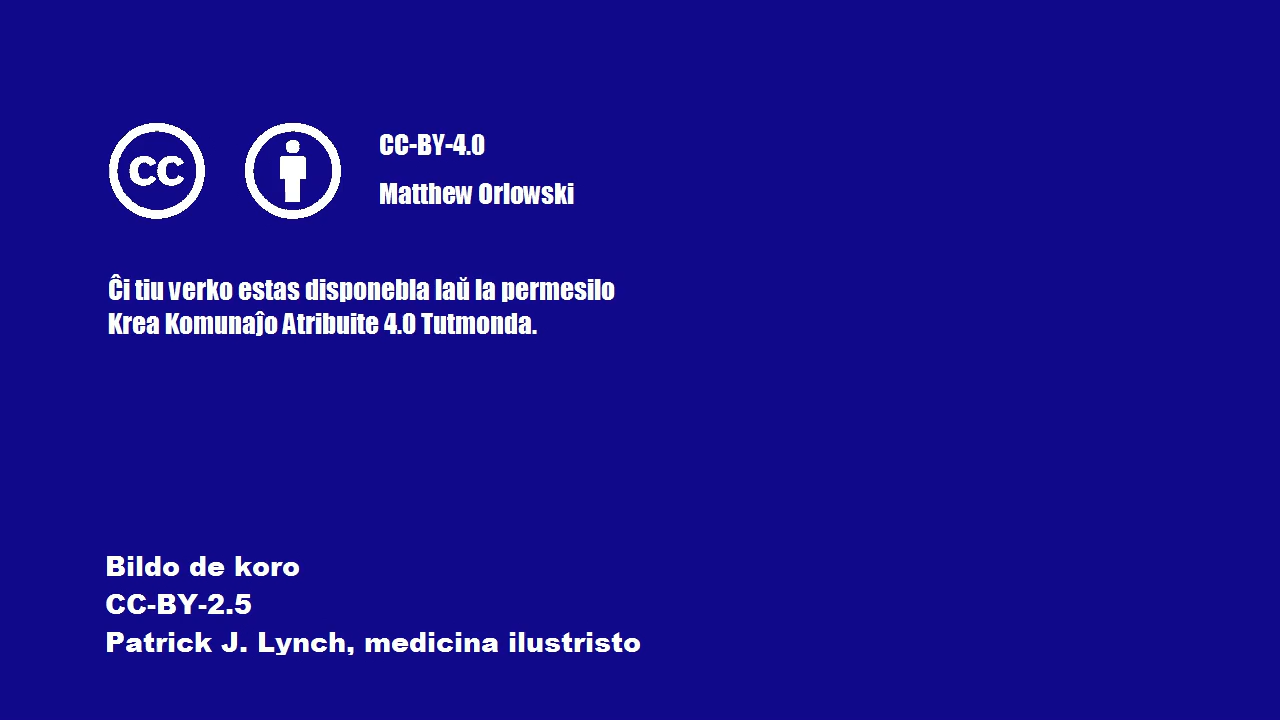 CC
CC-BY-4.0
Matthew Orlowski
Ĉi tiu verko estas disponebla laŭ la permesilo
Krea Komunaĵo Atribuite 4.0 Tutmonda.
Bildo de koro
CC-BY-2.5
Patrick J. Lynch, medicina ilustristo